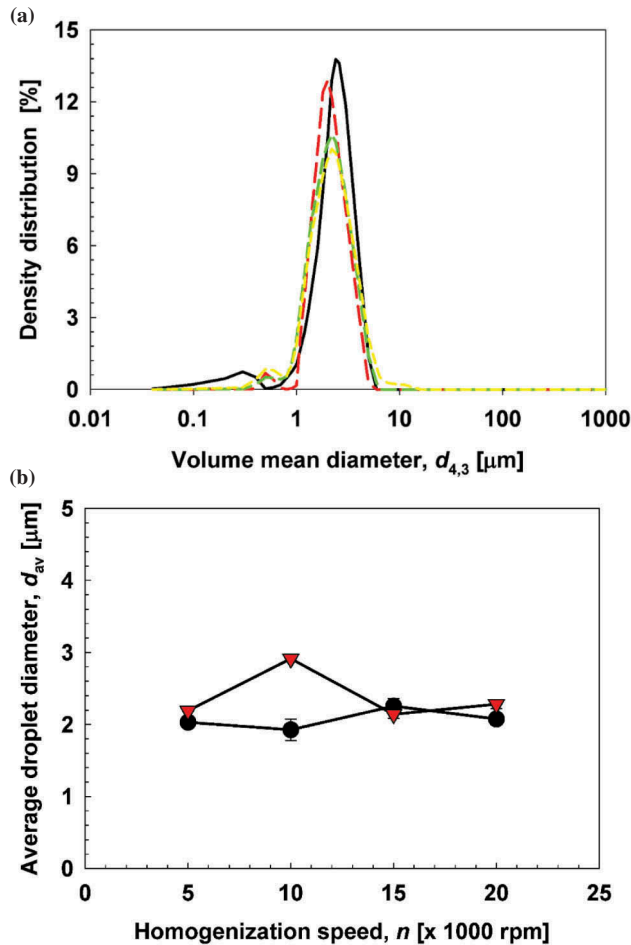 (a)
Density distribution [%]
15
12
9
6
3
0
0.01 0.1 1 10 100 1000
Volume mean diameter, d4,3 [μm]
(b)
Average droplet diameter, dav [μm]
5
4
3
2
1
0
0 5 10 15 20 25
Homogenization speed, n [x 1000 rpm]